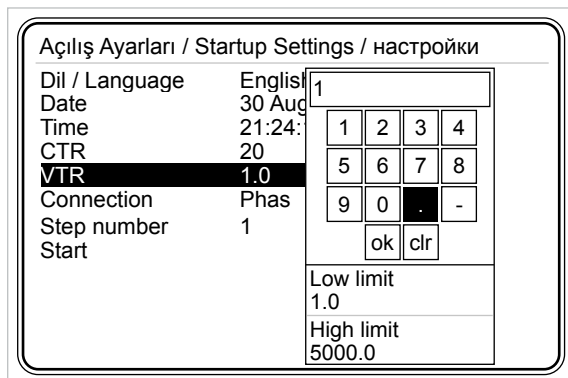 Açılış Ayarları / Startup Settings / настройки
Dil / Language English
Date 30 Aug
Time 21:24:
CTR 20
VTR 1.0
Connection Phas
Step number 1
Start
1
1 2 3 4
5 6 7 8
9 0 . -
ok clr
Low limit
1.0
High limit
5000.0